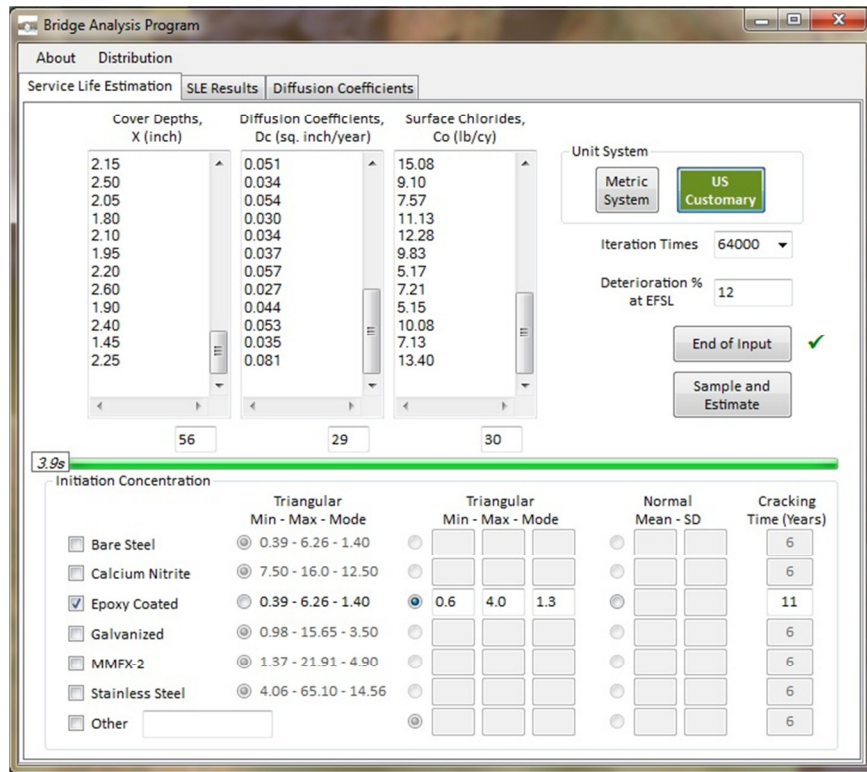 Bridge Analysis Program
About Distribution
Service Life Estimation SLE Results Diffusion Coefficients
Cover Depths, Diffusion Coefficients, Surface Chlorides,
X (inch) Dc (sq. inch/year) Co (lb/cy)
2.15 0.051 15.08
2.50 0.034 9.10
2.05 0.054 7.57
1.80 0.030 11.13
2.10 0.034 12.28
1.95 0.037 9.83
2.20 0.057 5.17
2.60 0.027 7.21
1.90 0.044 5.15
2.40 0.053 10.08
1.45 0.035 7.13
2.25 0.081 13.40
56 29 30
Unit System
Metric System
US Customary
Iteration Times 64000
Deterioration %
at EFSL 12
End of Input
Sample and
Estimate
3.9s
Initiation Concentration
Triangular Triangular Normal Cracking
Min - Max - Mode Min - Max - Mode Mean - SD Time (Years)
Bare Steel 0.39 - 6.26 - 1.40 6
Calcium Nitrite 7.50 - 16.0 - 12.50 6
Epoxy Coated 0.39 - 6.26 - 1.40 0.6 4.0 1.3 11
Galvanized 0.98 - 15.65 - 3.50 6
MMFX-2 1.37 - 21.91 - 4.90 6
Stainless Steel 4.06 - 65.10 - 14.56 6
Other 6